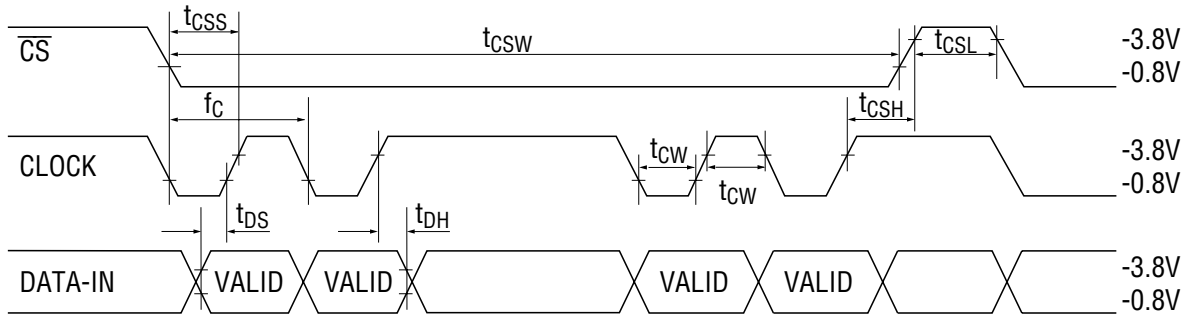 tCSS
CS
tCSW
tCSL
-3.8V
-0.8V
fC
tCSH
CLOCK
tCW
tCW
-3.8V
-0.8V
tDS
tDH
DATA-IN
VALID
VALID
VALID
VALID
-3.8V
-0.8V